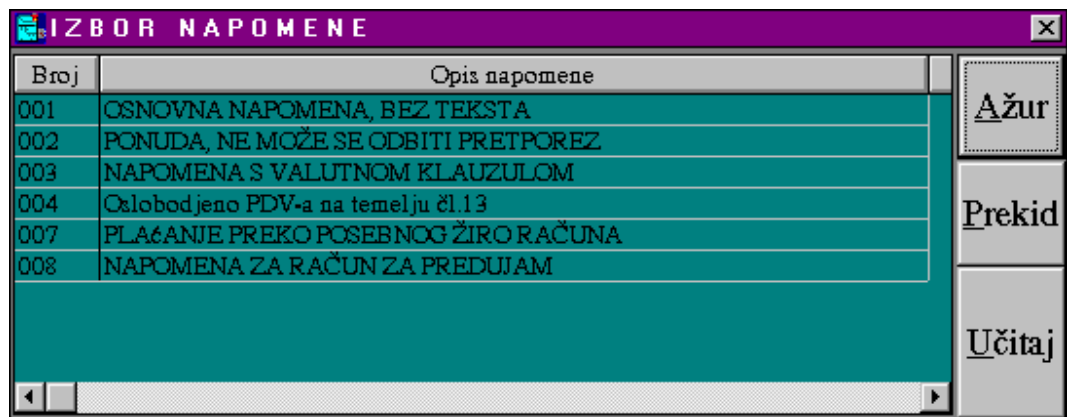 IZBOR NAPOMENE
Broj Opis napomene
001 OSNOVNA NAPOMENA, BEZ TEKSTA
002 PONUDA, NE MOŽE SE ODBITI PRETPOREZ
003 NAPOMENA S VALUTNOM KLAUZULOM
004 Oslobodjeno PDV-a na temelju čl.13
007 PLAćANJE PREKO POSEBNOG ŽIRO RAČUNA
008 NAPOMENA ZA RAČUN ZA PREDUJAM
Ažur
Prekid
Učitaj